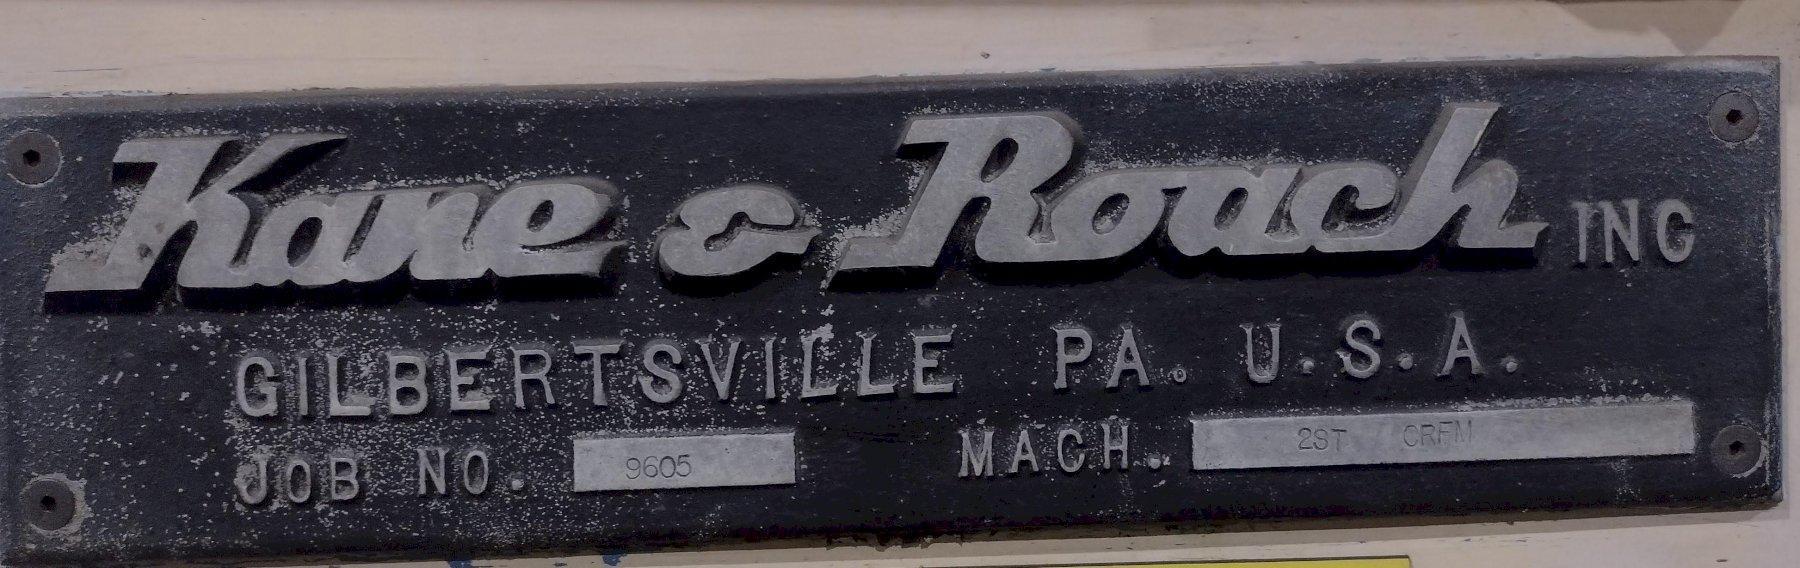 Kane & Roach INC
GILBERTSVILLE PA. U.S.A.
JOB NO. 9605 MACH. 2ST CRFM